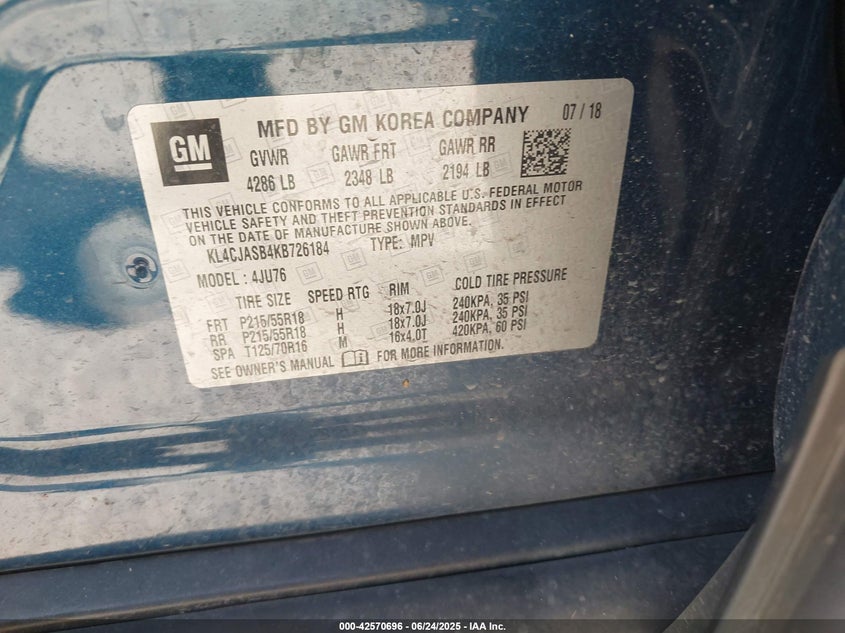 GM
MFD BY GM KOREA COMPANY 07 / 18
GVWR GAWR FRT GAWR RR
4286 LB 2348 LB 2194 LB
THIS VEHICLE CONFORMS TO ALL APPLICABLE U.S. FEDERAL MOTOR
VEHICLE SAFETY AND THEFT PREVENTION STANDARDS IN EFFECT
ON THE DATE OF MANUFACTURE SHOWN ABOVE.
KL4CJASB4KB726184 TYPE: MPV
MODEL: 4JU76
TIRE SIZE SPEED RTG RIM COLD TIRE PRESSURE
FRT P215/55R18 H 18x7.0J 240KPA, 35 PSI
RR P215/55R18 H 18x7.0J 240KPA, 35 PSI
SPA T125/70R16 M 16x4.0T 420KPA, 60 PSI
SEE OWNER'S MANUAL FOR MORE INFORMATION.
000-42570696 - 06/24/2025 - IAA Inc.